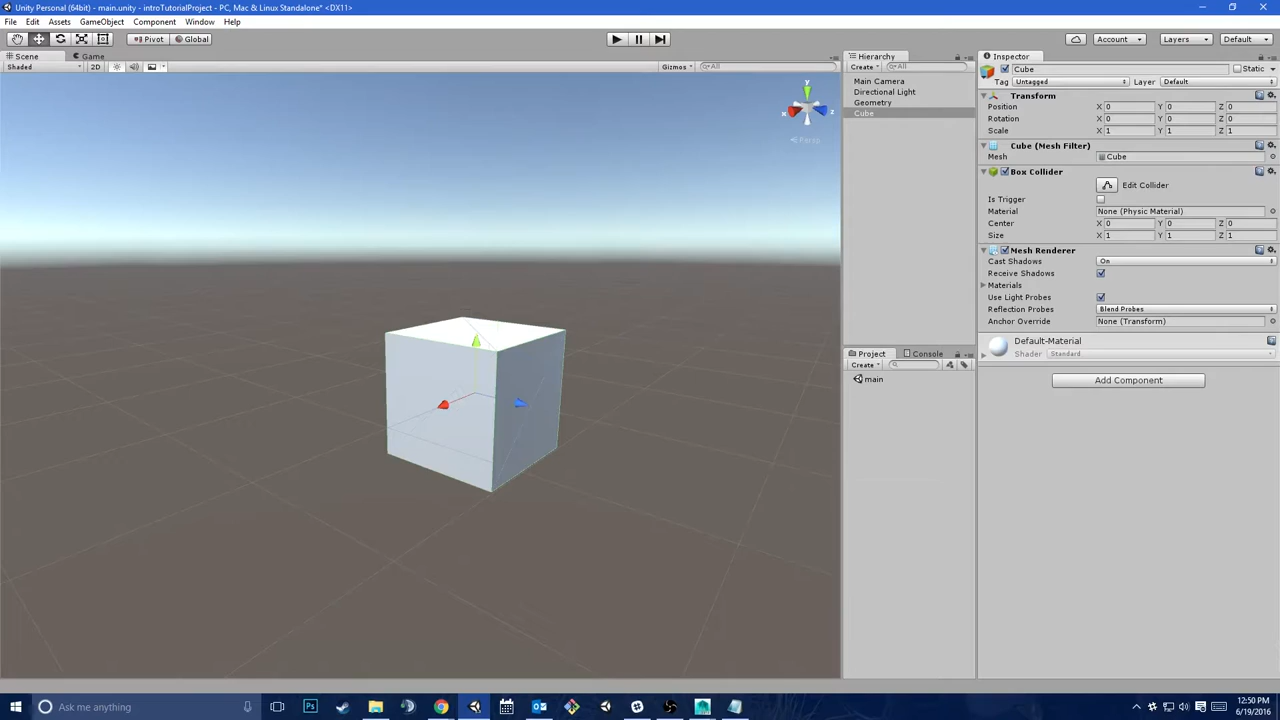 Unity Personal (64bit) - main.unity - introTutorialProject - PC, Mac & Linux Standalone* <DX11>
File Edit Assets GameObject Component Window Help
Pivot Global Account Layers Default
Scene Game
Shaded 2D Gizmos All
y x z
Persp
Hierarchy
Create All
Main Camera
Directional Light
Geometry
Cube
Project Console
Create
main
Inspector
Cube Static
Tag Untagged Layer Default
Transform
Position X 0 Y 0 Z 0
Rotation X 0 Y 0 Z 0
Scale X 1 Y 1 Z 1
Cube (Mesh Filter)
Mesh Cube
Box Collider
Edit Collider
Is Trigger
Material None (Physic Material)
Center X 0 Y 0 Z 0
Size X 1 Y 1 Z 1
Mesh Renderer
Cast Shadows On
Receive Shadows
Materials
Use Light Probes
Reflection Probes Blend Probes
Anchor Override None (Transform)
Default-Material
Shader Standard
Add Component
Ask me anything Ps
12:50 PM
6/19/2016